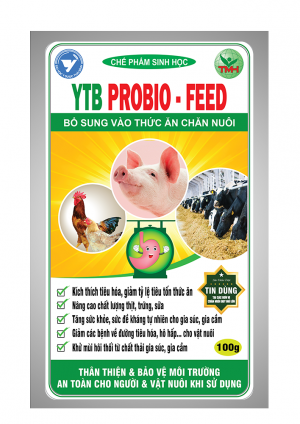 CHẾ PHẨM SINH HỌC
TMH
YTB PROBIO - FEED
BỔ SUNG VÀO THỨC ĂN CHĂN NUÔI
Kích thích tiêu hóa, giảm tỷ lệ tiêu tốn thức ăn
Nâng cao chất lượng thịt, trứng, sữa
Tăng sức khỏe, sức đề kháng tự nhiên cho gia súc, gia cầm
Giảm các bệnh về đường tiêu hóa, hô hấp... cho vật nuôi
Khử mùi hôi thối từ chất thải gia súc, gia cầm
TIN DÙNG
100g
THÂN THIỆN & BẢO VỆ MÔI TRƯỜNG
AN TOÀN CHO NGƯỜI & VẬT NUÔI KHI SỬ DỤNG